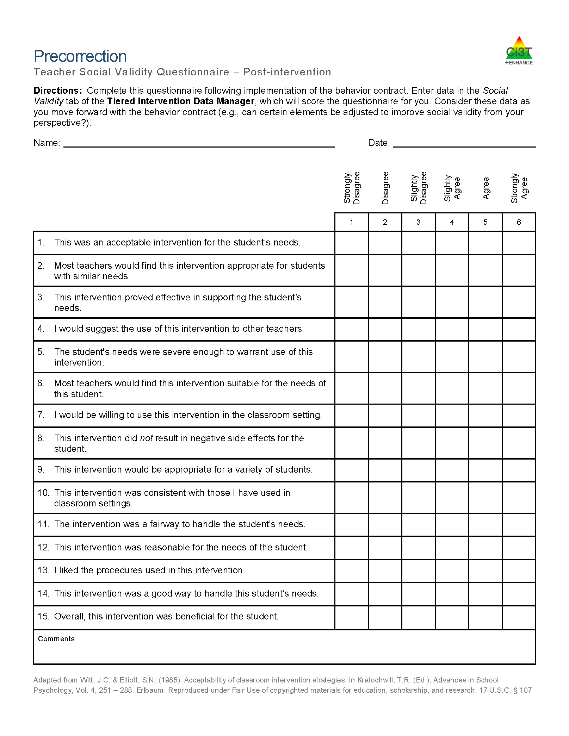 Ci3T
+ENHANCE
Precorrection
Teacher Social Validity Questionnaire – Post-intervention
Directions: Complete this questionnaire following implementation of the behavior contract. Enter data in the Social
Validity tab of the Tiered Intervention Data Manager, which will score the questionnaire for you. Consider these data as
you move forward with the behavior contract (e.g., can certain elements be adjusted to improve social validity from your
perspective?).
Name: Date:
Strongly Disagree
Disagree
Slightly Disagree
Slightly Agree
Agree
Strongly Agree
1 2 3 4 5 6
1. This was an acceptable intervention for the student's needs.
2. Most teachers would find this intervention appropriate for students
with similar needs.
3. This intervention proved effective in supporting the student's
needs.
4. I would suggest the use of this intervention to other teachers.
5. The student's needs were severe enough to warrant use of this
intervention.
6. Most teachers would find this intervention suitable for the needs of
this student.
7. I would be willing to use this intervention in the classroom setting.
8. This intervention did not result in negative side effects for the
student.
9. This intervention would be appropriate for a variety of students.
10. This intervention was consistent with those I have used in
classroom settings.
11. The intervention was a fairway to handle the student's needs.
12. This intervention was reasonable for the needs of the student.
13. I liked the procedures used in this intervention.
14. This intervention was a good way to handle this student's needs.
15. Overall, this intervention was beneficial for the student.
Comments
Adapted from Witt, J.C. & Elliott, S.N. (1985). Acceptability of classroom intervention strategies. In Kratochwill, T.R. (Ed.), Advances in School
Psychology, Vol. 4, 251 – 288. Erlbaum. Reproduced under Fair Use of copyrighted materials for education, scholarship, and research. 17 U.S.C. § 107